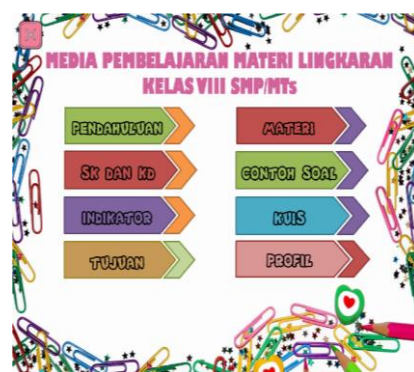 MEDIA PEMBELAJARAN MATERI LINGKARAN
KELAS VIII SMP/MTs
PENDAHULUAN
SK DAN KD
INDIKATOR
TUJUAN
MATERI
CONTOH SOAL
KUIS
PROFIL